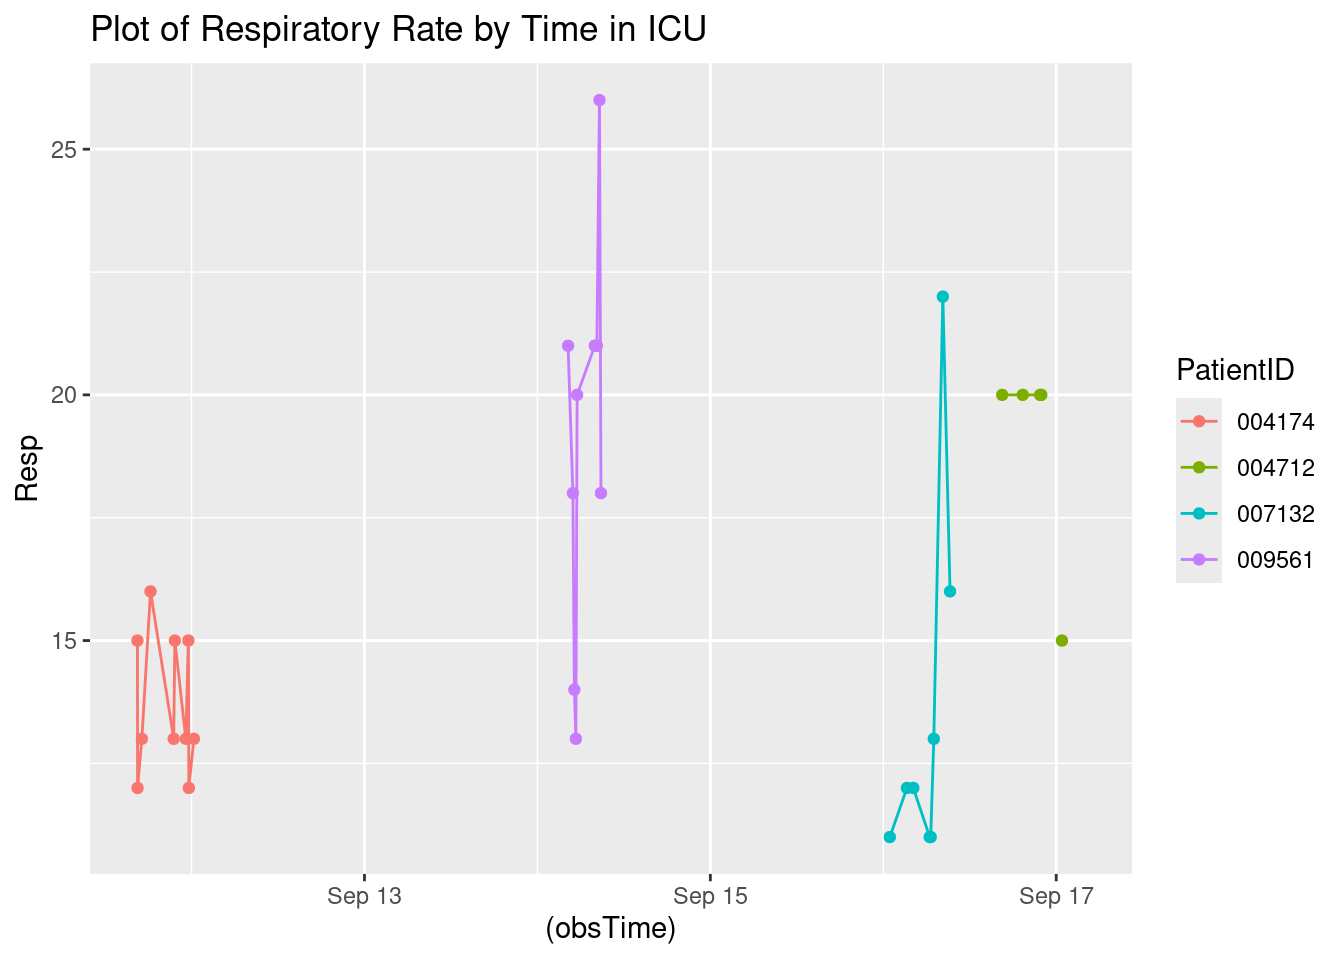 Plot of Respiratory Rate by Time in ICU
25
20
15
Resp
Sep 13
Sep 15
Sep 17
(obsTime)
PatientID
004174
004712
007132
009561